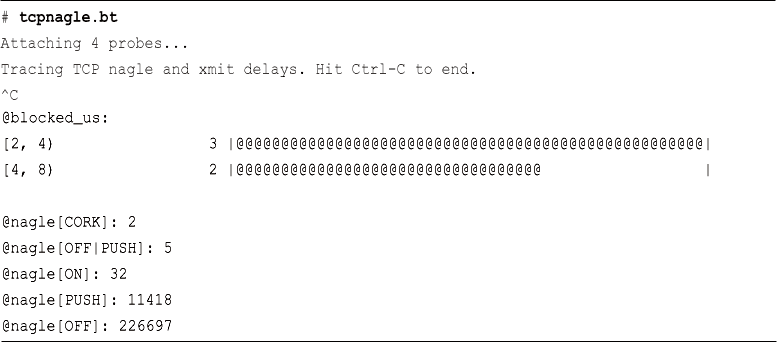 # tcpnagle.bt
Attaching 4 probes...
Tracing TCP nagle and xmit delays. Hit Ctrl-C to end.
^C
@blocked_us:
[2, 4)                 3 |@@@@@@@@@@@@@@@@@@@@@@@@@@@@@@@@@@@@@@@@@@@@@@@@@@@@|
[4, 8)                 2 |@@@@@@@@@@@@@@@@@@@@@@@@@@@@@@@@@@                  |
@nagle[CORK]: 2
@nagle[OFF|PUSH]: 5
@nagle[ON]: 32
@nagle[PUSH]: 11418
@nagle[OFF]: 226697